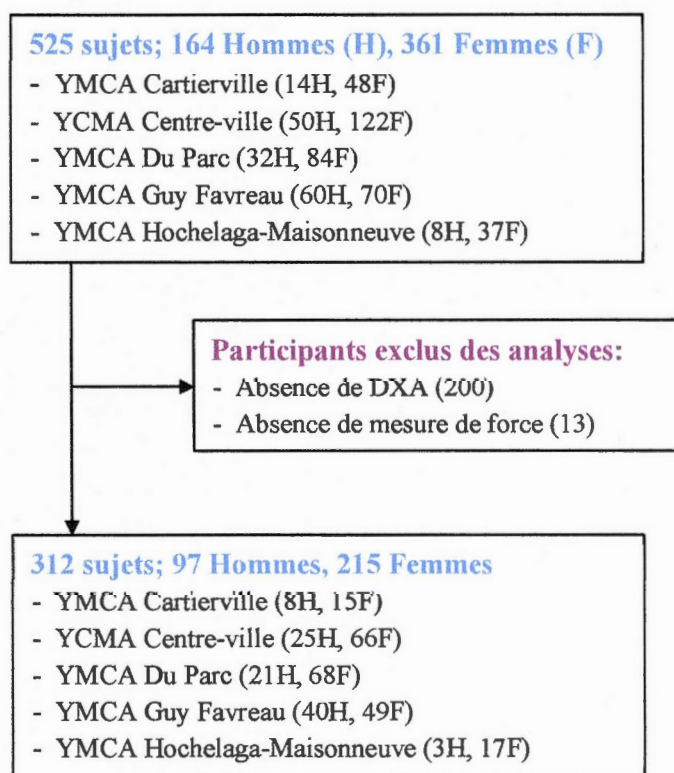 525 sujets; 164 Hommes (H), 361 Femmes (F)
- YMCA Cartierville (14H, 48F)
- YCMA Centre-ville (50H, 122F)
- YMCA Du Parc (32H, 84F)
- YMCA Guy Favreau (60H, 70F)
- YMCA Hochelaga-Maisonneuve (8H, 37F)
Participants exclus des analyses:
- Absence de DXA (200)
- Absence de mesure de force (13)
312 sujets; 97 Hommes, 215 Femmes
- YMCA Cartierville (8H, 15F)
- YCMA Centre-ville (25H, 66F)
- YMCA Du Parc (21H, 68F)
- YMCA Guy Favreau (40H, 49F)
- YMCA Hochelaga-Maisonneuve (3H, 17F)